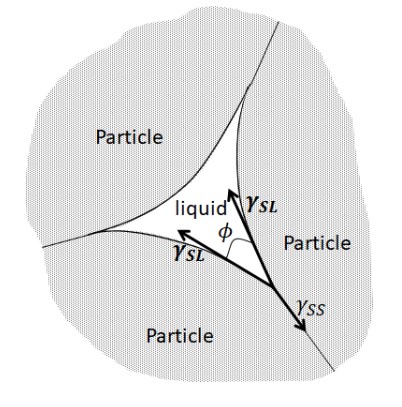 Particle
liquid
γSL
ϕ
γSL
Particle
γSS
Particle